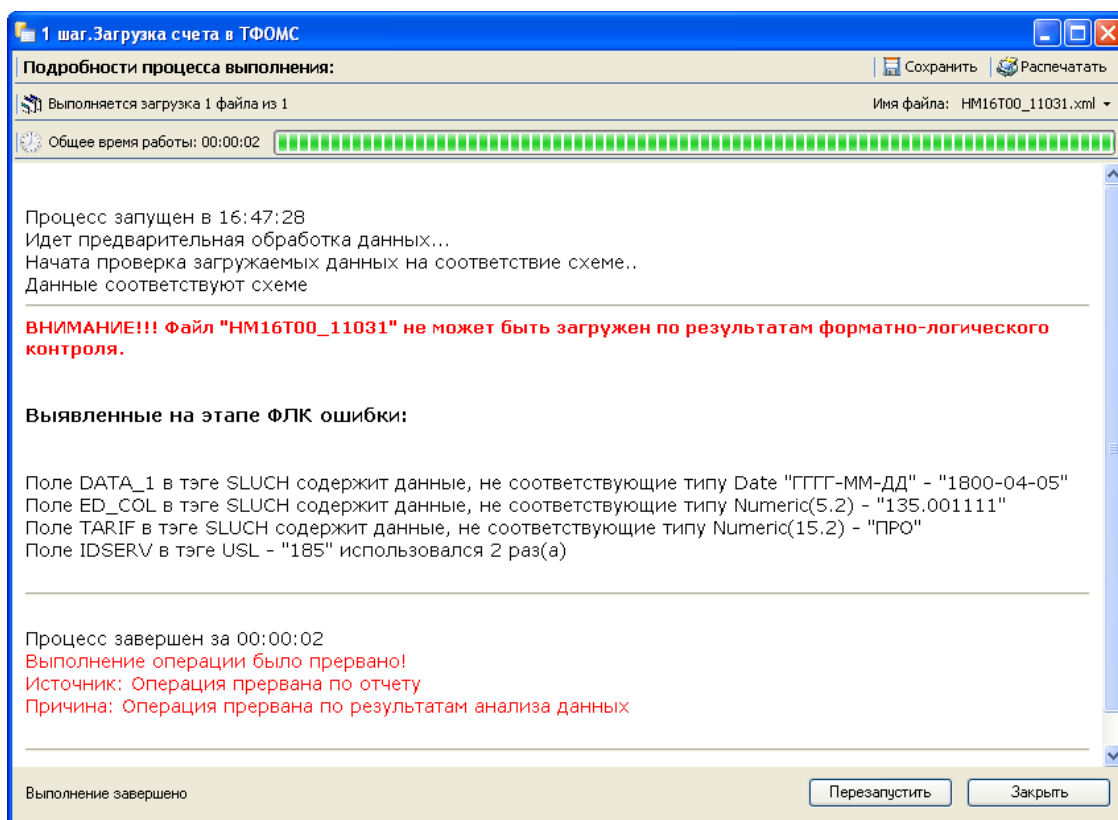 1 шаг.Загрузка счета в ТФОМС
Подробности процесса выполнения:
Сохранить
Распечатать
Выполняется загрузка 1 файла из 1
Имя файла: HM16T00_11031.xml
Общее время работы: 00:00:02
Процесс запущен в 16:47:28
Идет предварительная обработка данных...
Начата проверка загружаемых данных на соответствие схеме..
Данные соответствуют схеме
ВНИМАНИЕ!!! Файл "HM16T00_11031" не может быть загружен по результатам форматно-логического
контроля.
Выявленные на этапе ФЛК ошибки:
Поле DATA_1 в тэге SLUCH содержит данные, не соответствующие типу Date "ГГГГ-ММ-ДД" - "1800-04-05"
Поле ED_COL в тэге SLUCH содержит данные, не соответствующие типу Numeric(5.2) - "135.001111"
Поле TARIF в тэге SLUCH содержит данные, не соответствующие типу Numeric(15.2) - "ПРО"
Поле IDSERV в тэге USL - "185" использовался 2 раз(а)
Процесс завершен за 00:00:02
Выполнение операции было прервано!
Источник: Операция прервана по отчету
Причина: Операция прервана по результатам анализа данных
Выполнение завершено
Перезапустить
Закрыть